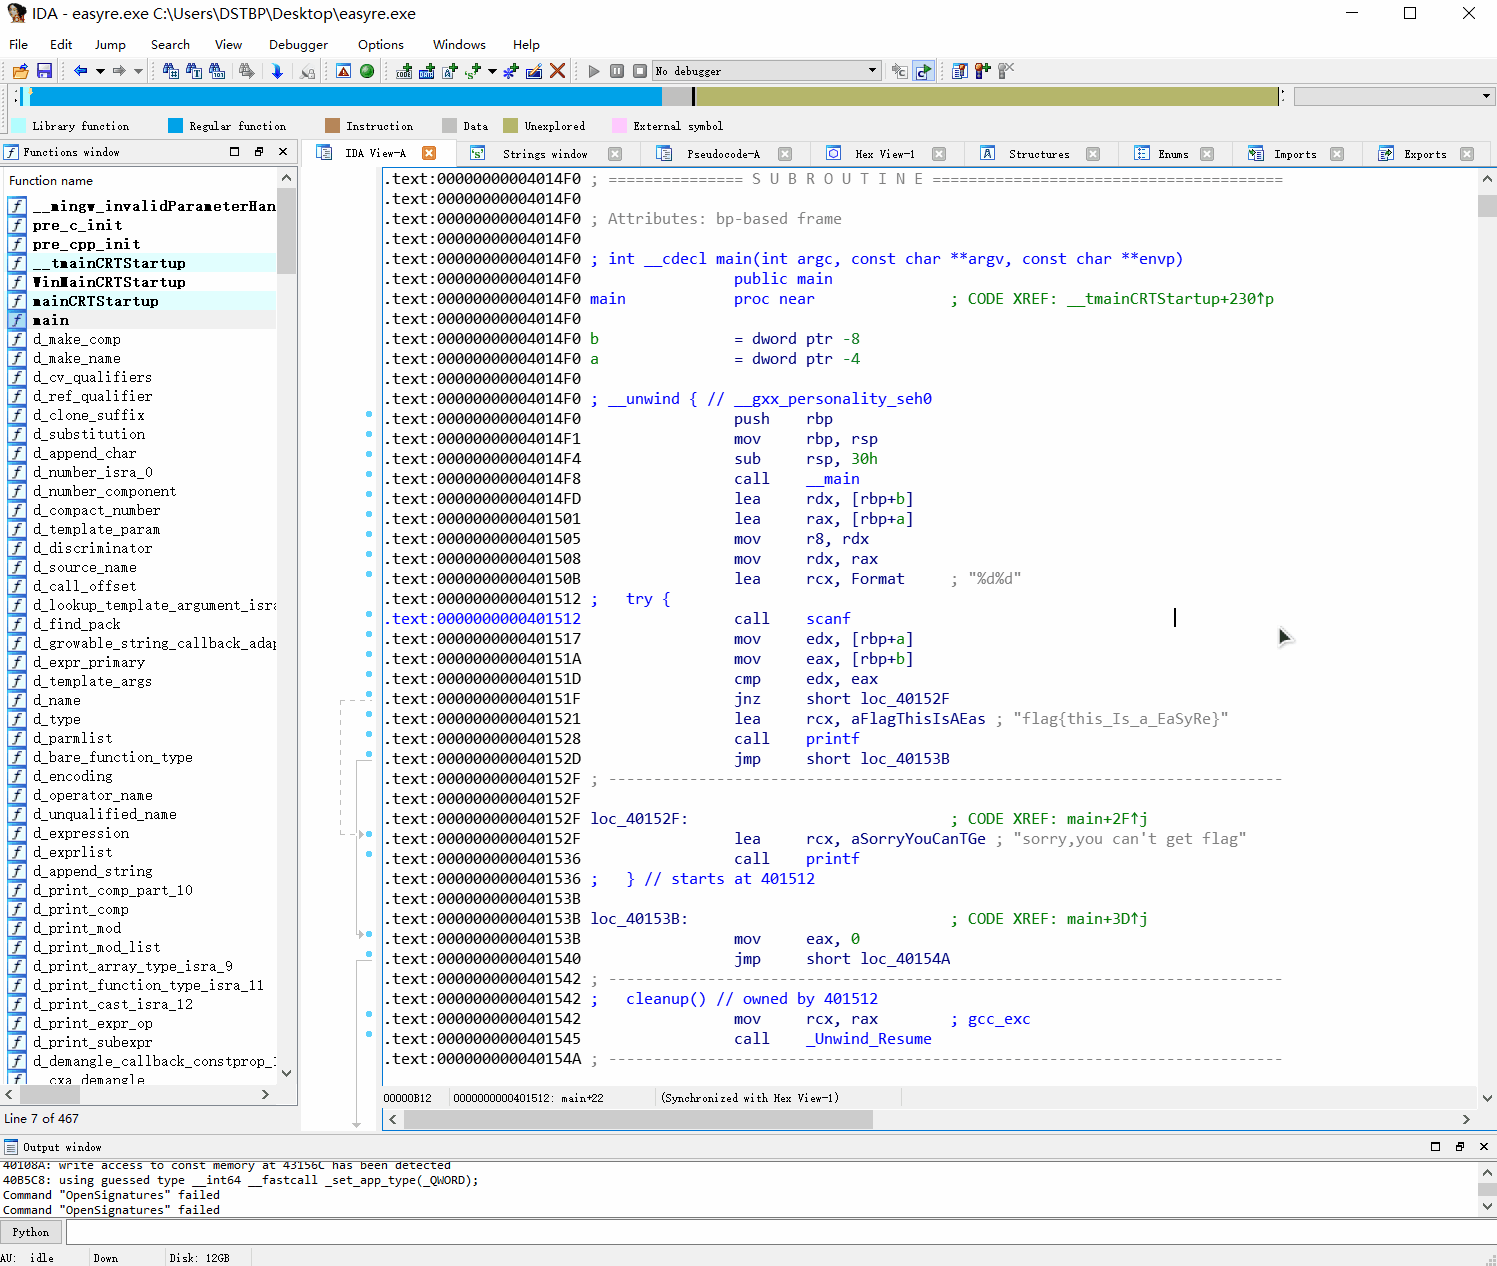 IDA - easyre.exe C:\Users\DSTBP\Desktop\easyre.exe
File Edit Jump Search View Debugger Options Windows Help
No debugger
Library function Regular function Instruction Data Unexplored External symbol
Functions window
IDA View-A Strings window Pseudocode-A Hex View-1 Structures Enums Imports Exports
Function name
__mingw_invalidParameterHan
pre_c_init
pre_cpp_init
__tmainCRTStartup
WinMainCRTStartup
mainCRTStartup
main
d_make_comp
d_make_name
d_cv_qualifiers
d_ref_qualifier
d_clone_suffix
d_substitution
d_append_char
d_number_isra_0
d_number_component
d_compact_number
d_template_param
d_discriminator
d_source_name
d_call_offset
d_lookup_template_argument_isra
d_find_pack
d_growable_string_callback_adap
d_expr_primary
d_template_args
d_name
d_type
d_parmlist
d_bare_function_type
d_encoding
d_operator_name
d_unqualified_name
d_expression
d_exprlist
d_append_string
d_print_comp_part_10
d_print_comp
d_print_mod
d_print_mod_list
d_print_array_type_isra_9
d_print_function_type_isra_11
d_print_cast_isra_12
d_print_expr_op
d_print_subexpr
d_demangle_callback_constprop_
__cxa_demangle
Line 7 of 467
.text:00000000004014F0 ; =============== S U B R O U T I N E =======================================
.text:00000000004014F0
.text:00000000004014F0 ; Attributes: bp-based frame
.text:00000000004014F0
.text:00000000004014F0 ; int __cdecl main(int argc, const char **argv, const char **envp)
.text:00000000004014F0 public main
.text:00000000004014F0 main proc near ; CODE XREF: __tmainCRTStartup+230↑p
.text:00000000004014F0
.text:00000000004014F0 b = dword ptr -8
.text:00000000004014F0 a = dword ptr -4
.text:00000000004014F0
.text:00000000004014F0 ; __unwind { // __gxx_personality_seh0
.text:00000000004014F0 push rbp
.text:00000000004014F1 mov rbp, rsp
.text:00000000004014F4 sub rsp, 30h
.text:00000000004014F8 call __main
.text:00000000004014FD lea rdx, [rbp+b]
.text:0000000000401501 lea rax, [rbp+a]
.text:0000000000401505 mov r8, rdx
.text:0000000000401508 mov rdx, rax
.text:000000000040150B lea rcx, Format ; "%d%d"
.text:0000000000401512 ; try {
.text:0000000000401512 call scanf
.text:0000000000401517 mov edx, [rbp+a]
.text:000000000040151A mov eax, [rbp+b]
.text:000000000040151D cmp edx, eax
.text:000000000040151F jnz short loc_40152F
.text:0000000000401521 lea rcx, aFlagThisIsAEas ; "flag{this_Is_a_EaSyRe}"
.text:0000000000401528 call printf
.text:000000000040152D jmp short loc_40153B
.text:000000000040152F ; ---------------------------------------------------------------------------
.text:000000000040152F
.text:000000000040152F loc_40152F: ; CODE XREF: main+2F↑j
.text:000000000040152F lea rcx, aSorryYouCanTGe ; "sorry,you can't get flag"
.text:0000000000401536 call printf
.text:0000000000401536 ; } // starts at 401512
.text:000000000040153B
.text:000000000040153B loc_40153B: ; CODE XREF: main+3D↑j
.text:000000000040153B mov eax, 0
.text:0000000000401540 jmp short loc_40154A
.text:0000000000401542 ; ---------------------------------------------------------------------------
.text:0000000000401542 ; cleanup() // owned by 401512
.text:0000000000401542 mov rcx, rax ; gcc_exc
.text:0000000000401545 call _Unwind_Resume
.text:000000000040154A ; ---------------------------------------------------------------------------
00000B12 0000000000401512: main+22 (Synchronized with Hex View-1)
Output window
40108A: write access to const memory at 43156C has been detected
40B5C8: using guessed type __int64 __fastcall _set_app_type(_QWORD);
Command "OpenSignatures" failed
Command "OpenSignatures" failed
Python
AU: idle Down Disk: 12GB